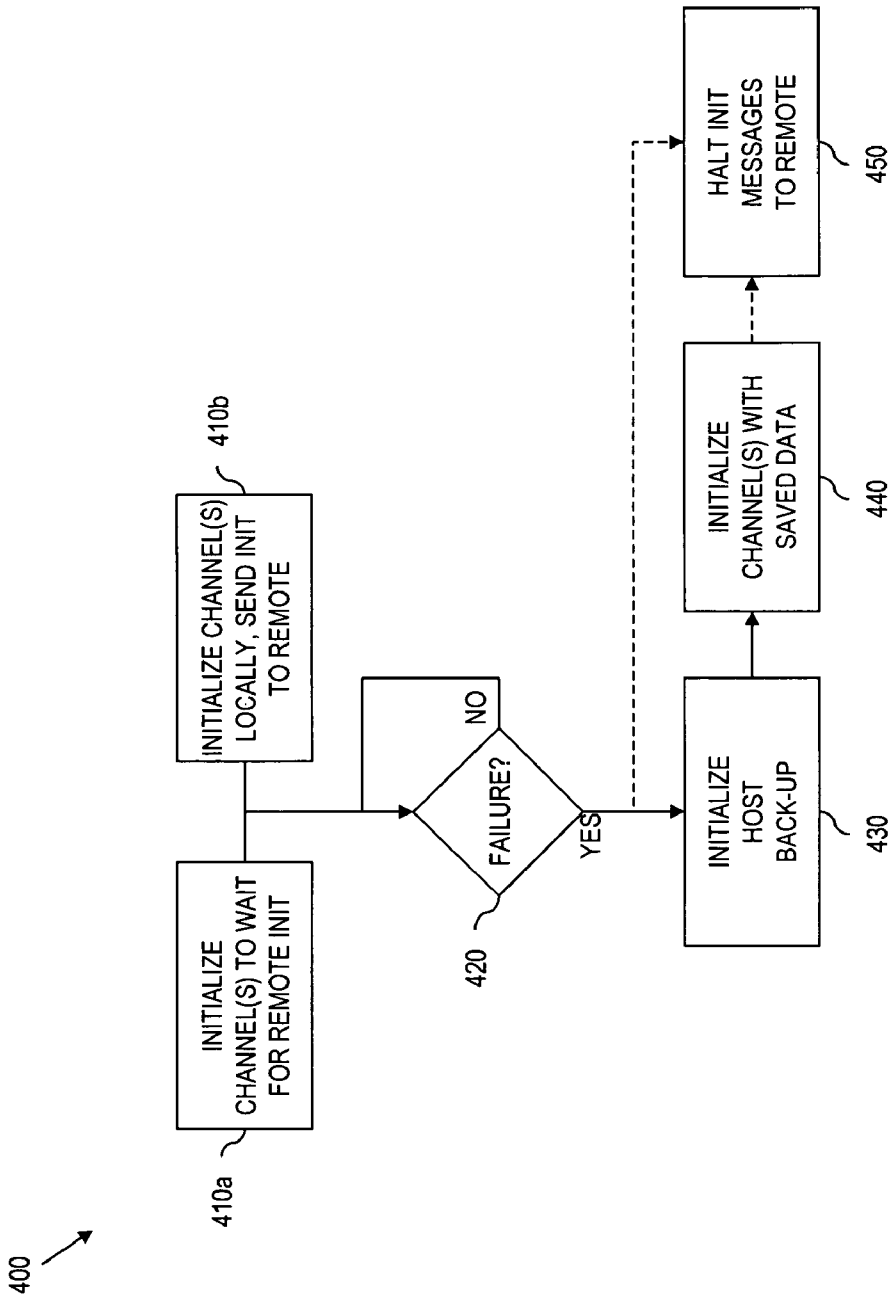 400
INITIALIZE
CHANNEL(S) TO WAIT
FOR REMOTE INIT
410a
INITIALIZE CHANNEL(S)
LOCALLY, SEND INIT
TO REMOTE
410b
FAILURE?
NO
YES
420
INITIALIZE
HOST
BACK-UP
430
INITIALIZE
CHANNEL(S) WITH
SAVED DATA
440
HALT INIT
MESSAGES
TO REMOTE
450